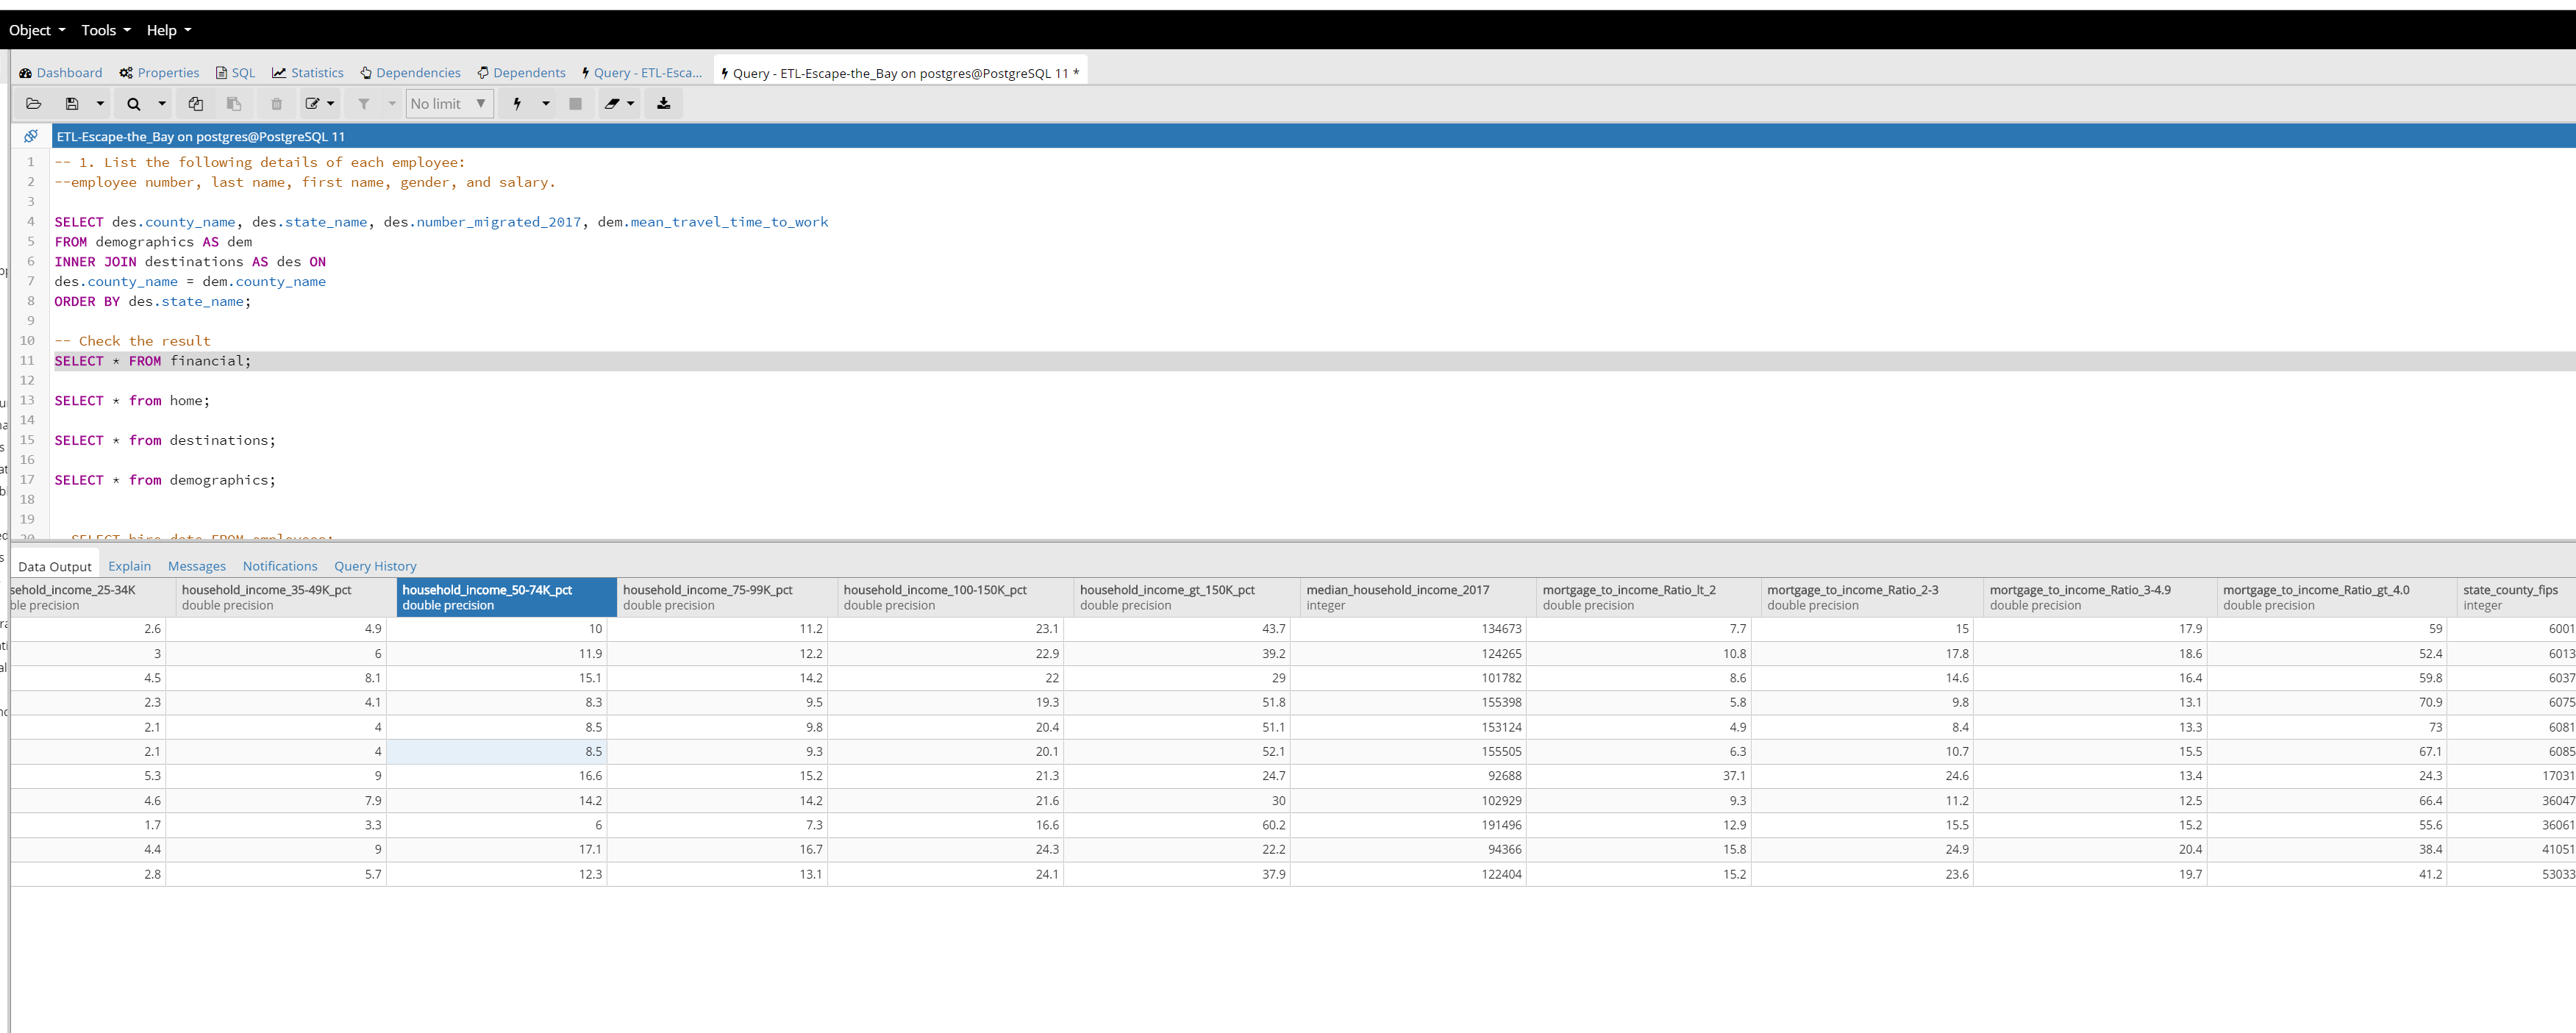 Object Tools Help
Dashboard Properties SQL Statistics Dependencies Dependents Query - ETL-Esca... Query - ETL-Escape-the_Bay on postgres@PostgreSQL 11 *
No limit
ETL-Escape-the_Bay on postgres@PostgreSQL 11
1 -- 1. List the following details of each employee:
2 --employee number, last name, first name, gender, and salary.
3
4 SELECT des.county_name, des.state_name, des.number_migrated_2017, dem.mean_travel_time_to_work
5 FROM demographics AS dem
6 INNER JOIN destinations AS des ON
7 des.county_name = dem.county_name
8 ORDER BY des.state_name;
9
10 -- Check the result
11 SELECT * FROM financial;
12
13 SELECT * from home;
14
15 SELECT * from destinations;
16
17 SELECT * from demographics;
18
19
20 SELECT hire_date FROM employees;
Data Output Explain Messages Notifications Query History
sehold_income_25-34K household_income_35-49K_pct household_income_50-74K_pct household_income_75-99K_pct household_income_100-150K_pct household_income_gt_150K_pct median_household_income_2017 mortgage_to_income_Ratio_lt_2 mortgage_to_income_Ratio_2-3 mortgage_to_income_Ratio_3-4.9 mortgage_to_income_Ratio_gt_4.0 state_county_fips
ble precision double precision double precision double precision double precision double precision integer double precision double precision double precision double precision integer
2.6 4.9 10 11.2 23.1 43.7 134673 7.7 15 17.9 59 6001
3 6 11.9 12.2 22.9 39.2 124265 10.8 17.8 18.6 52.4 6013
4.5 8.1 15.1 14.2 22 29 101782 8.6 14.6 16.4 59.8 6037
2.3 4.1 8.3 9.5 19.3 51.8 155398 5.8 9.8 13.1 70.9 6075
2.1 4 8.5 9.8 20.4 51.1 153124 4.9 8.4 13.3 73 6081
2.1 4 8.5 9.3 20.1 52.1 155505 6.3 10.7 15.5 67.1 6085
5.3 9 16.6 15.2 21.3 24.7 92688 37.1 24.6 13.4 24.3 17031
4.6 7.9 14.2 14.2 21.6 30 102929 9.3 11.2 12.5 66.4 36047
1.7 3.3 6 7.3 16.6 60.2 191496 12.9 15.5 15.2 55.6 36061
4.4 9 17.1 16.7 24.3 22.2 94366 15.8 24.9 20.4 38.4 41051
2.8 5.7 12.3 13.1 24.1 37.9 122404 15.2 23.6 19.7 41.2 53033